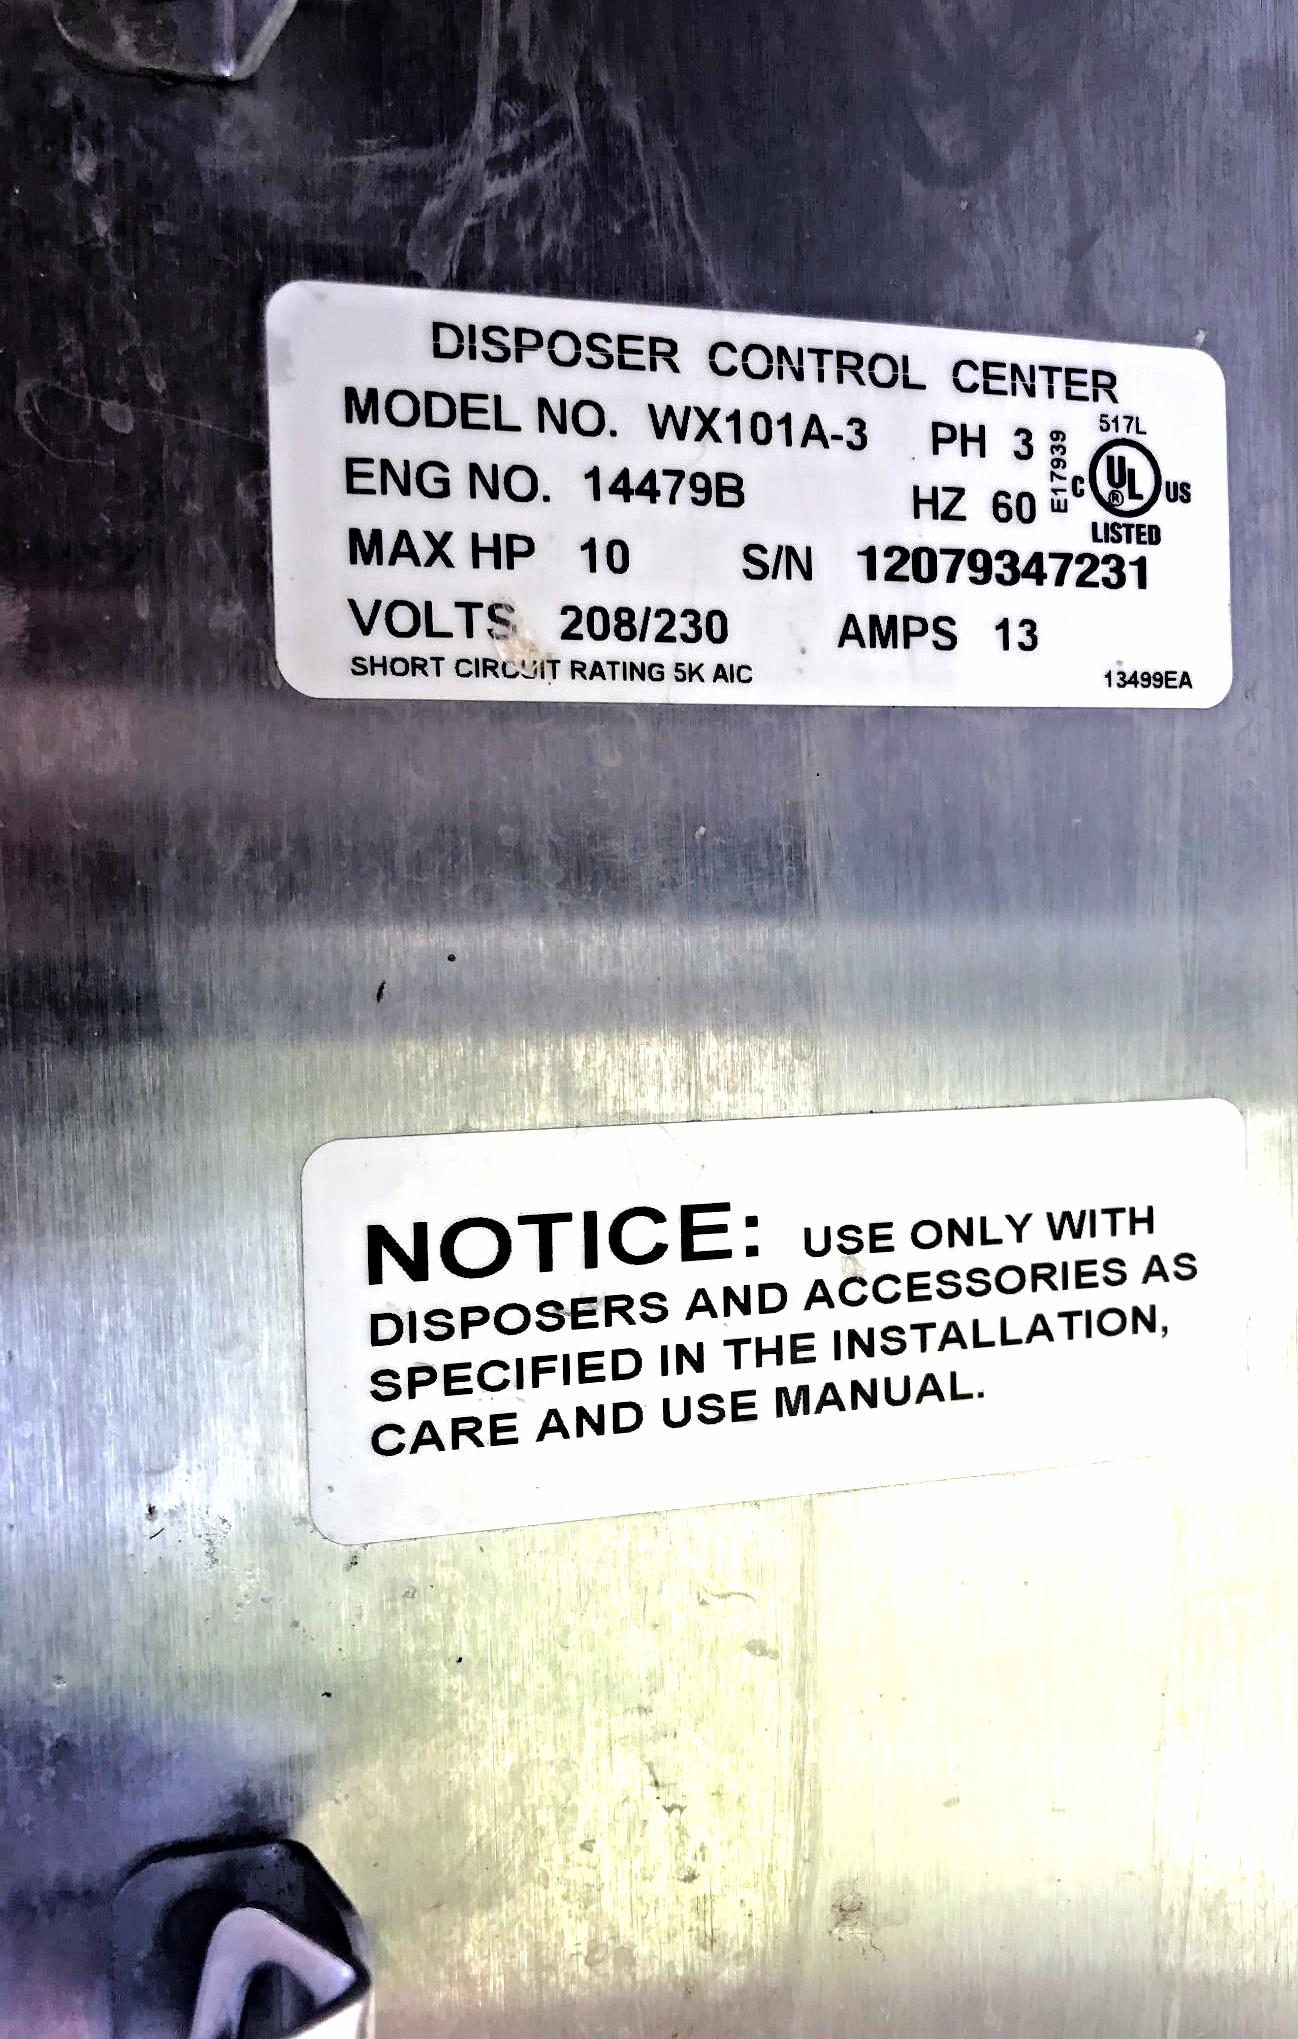 DISPOSER CONTROL CENTER
MODEL NO. WX101A-3 PH 3
ENG NO. 14479B HZ 60
E17939
517L
C UL ® US
LISTED
MAX HP 10 S/N 12079347231
VOLTS 208/230 AMPS 13
SHORT CIRCUIT RATING 5K AIC 13499EA
NOTICE: USE ONLY WITH
DISPOSERS AND ACCESSORIES AS
SPECIFIED IN THE INSTALLATION,
CARE AND USE MANUAL.